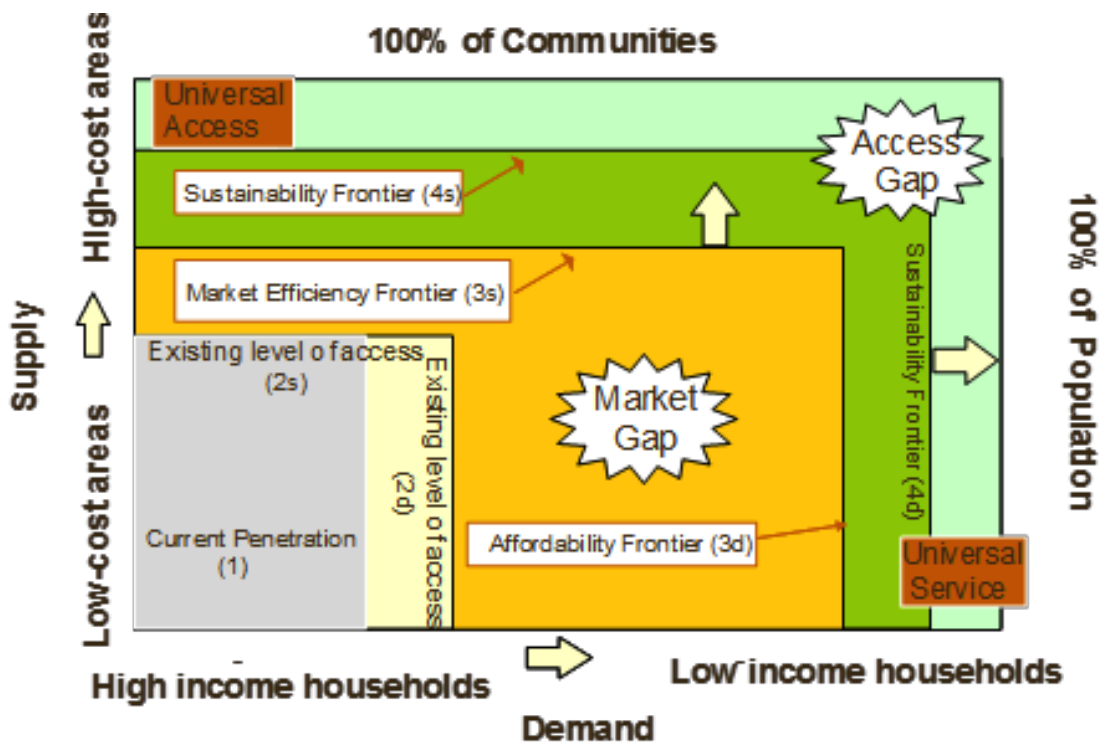 100% of Communities
High-cost areas
Universal
Access
Access
Gap
Sustainability Frontier (4s)
100% of Population
Sustainability Frontier (4d)
Market Efficiency Frontier (3s)
Supply
Existing level of access
(2s)
Existing level of access
(2d)
Market
Gap
Low-cost areas
Current Penetration
(1)
Affordability Frontier (3d)
Universal
Service
High income households
Low income households
Demand